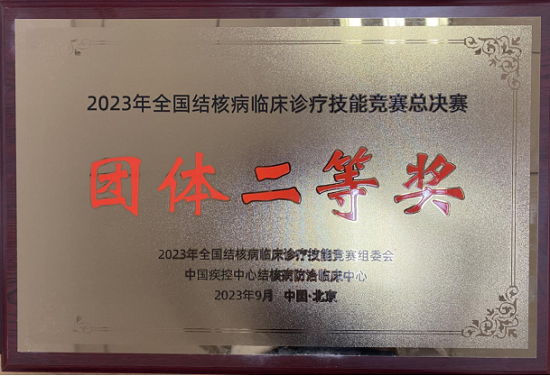 2023年全国结核病临床诊疗技能竞赛总决赛
团体二等奖
2023年全国结核病临床诊疗技能竞赛组委会
中国疾控中心结核病防治临床中心
2023年9月 中国·北京